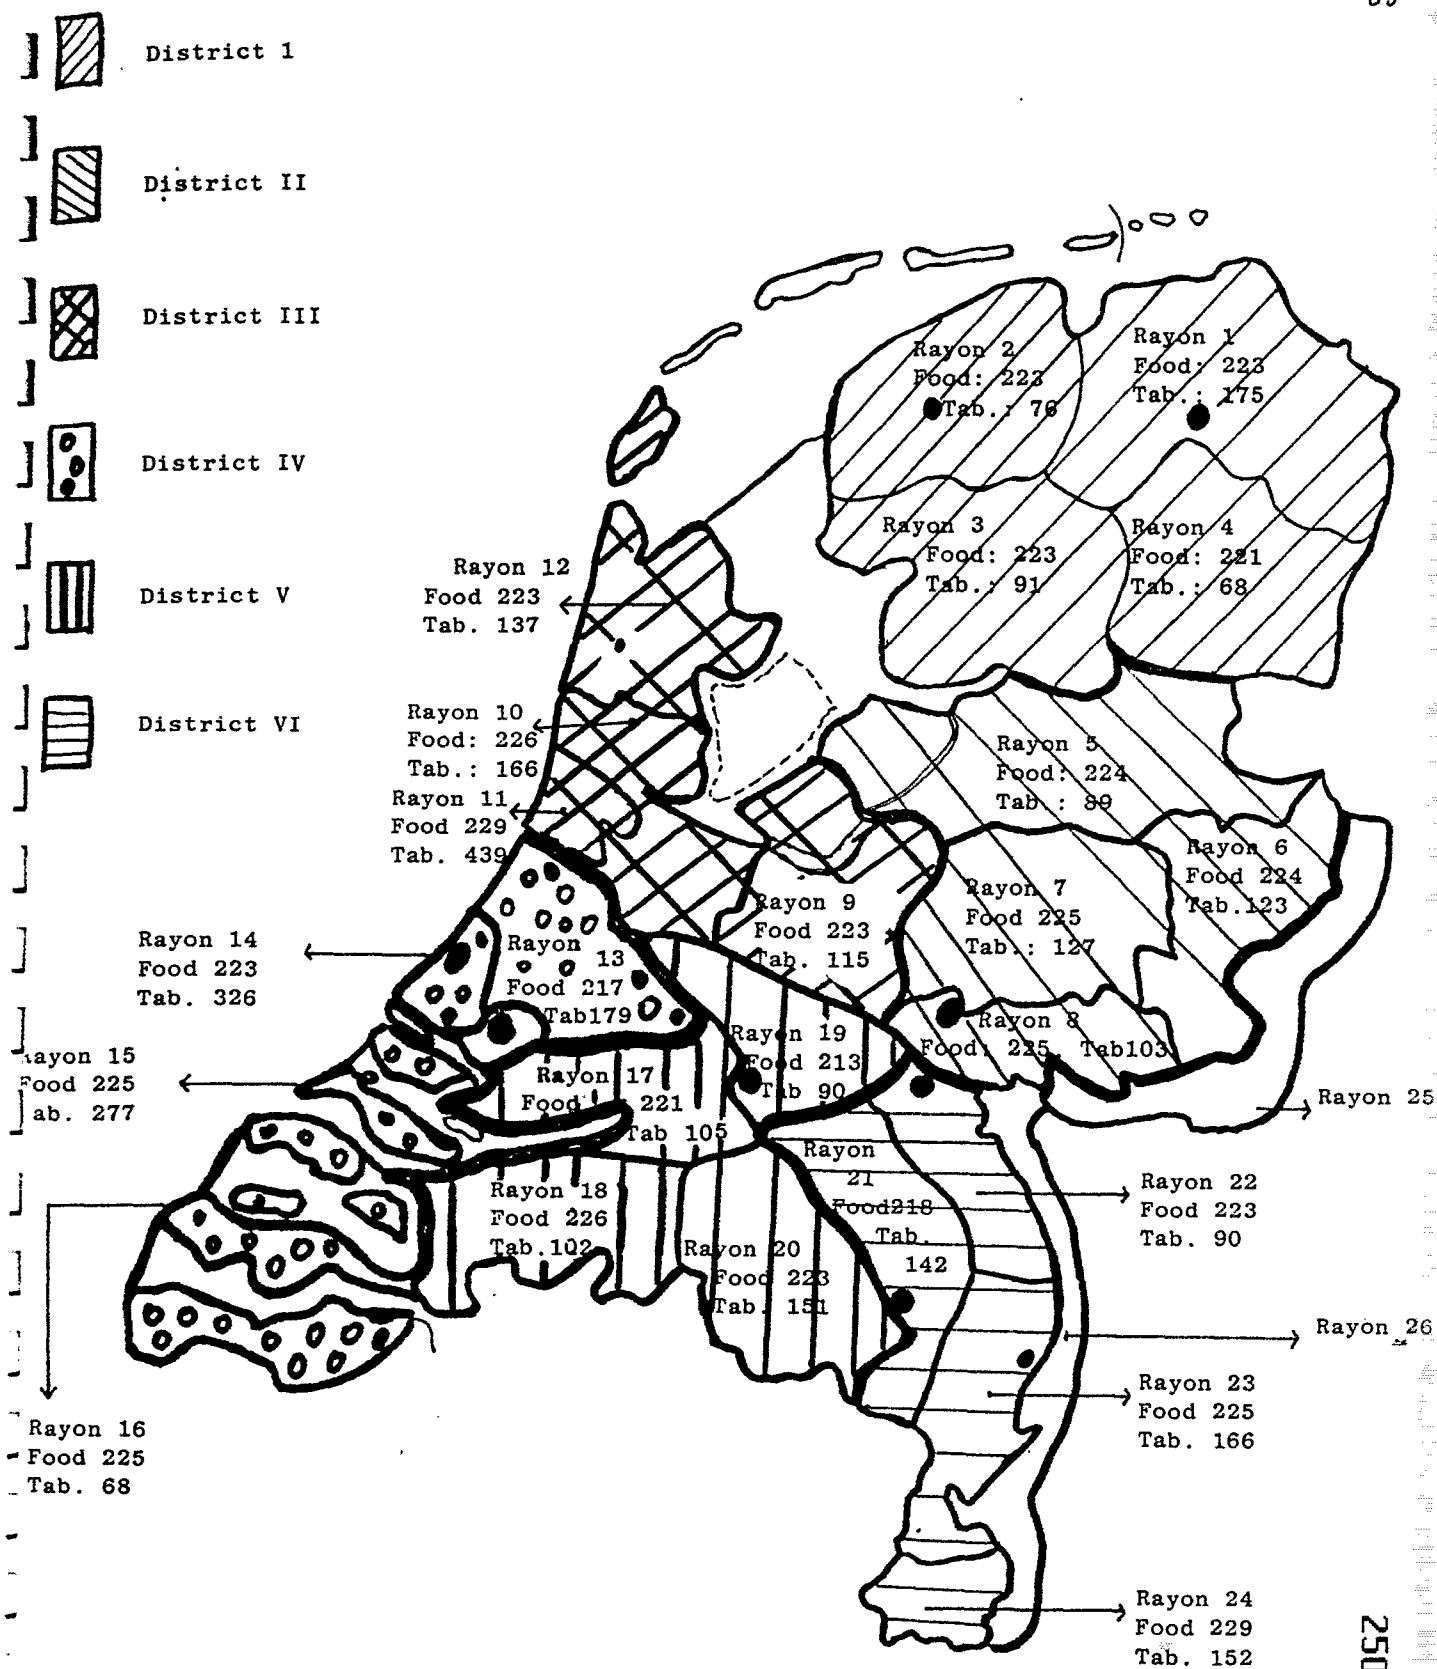 District 1
District II
District III
District IV
District V
District VI
Rayon 1
Food: 223
Tab.: 175
Rayon 2
Food: 223
Tab.: 76
Rayon 3
Food: 223
Tab.: 91
Rayon 4
Food: 221
Tab.: 68
Rayon 12
Food 223
Tab. 137
Rayon 10
Food: 226
Tab.: 166
Rayon 11
Food 229
Tab. 439
Rayon 5
Food: 224
Tab.: 89
Rayon 6
Food 224
Tab.123
Rayon 7
Food 225
Tab.: 127
Rayon 9
Food 223
Tab. 115
Rayon 14
Food 223
Tab. 326
Rayon
13
Food 217
Tab179
Rayon 8
Food: 225 Tab103
Rayon 19
Food 213
Tab 90
ayon 15
Food 225
ab. 277
Rayon 17
Food 221
Tab 105
Rayon 25
Rayon
21
Food218
Tab.
142
Rayon 22
Food 223
Tab. 90
Rayon 18
Food 226
Tab.102
Rayon 20
Food 223
Tab. 151
Rayon 26
Rayon 23
Food 225
Tab. 166
Rayon 16
Food 225
Tab. 68
Rayon 24
Food 229
Tab. 152
250